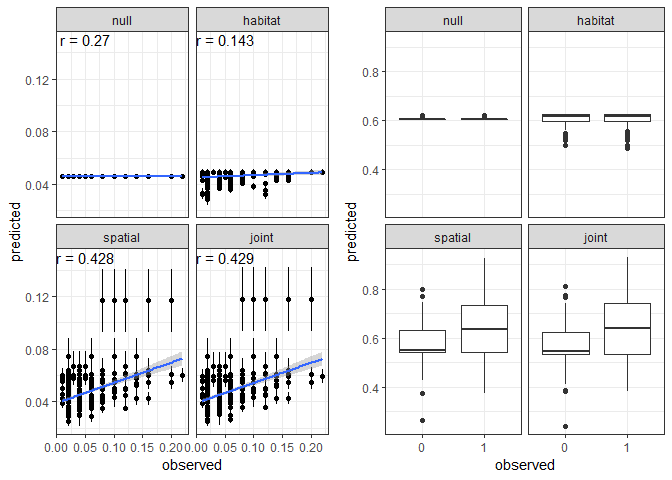 null
habitat
r = 0.27
r = 0.143
0.12
0.08
0.04
spatial
joint
r = 0.428
r = 0.429
0.12
0.08
0.04
0.00 0.05 0.10 0.15 0.20
0.00 0.05 0.10 0.15 0.20
observed
predicted
null
habitat
0.8
0.6
0.4
spatial
joint
0.8
0.6
0.4
0 1
0 1
observed
predicted